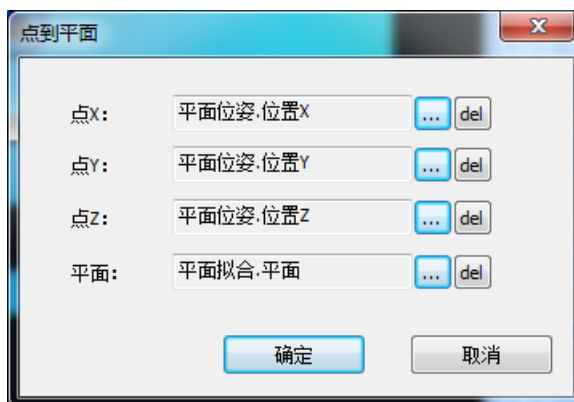 点到平面
点X: 平面位姿.位置X ... del
点Y: 平面位姿.位置Y ... del
点Z: 平面位姿.位置Z ... del
平面: 平面拟合.平面 ... del
确定 取消